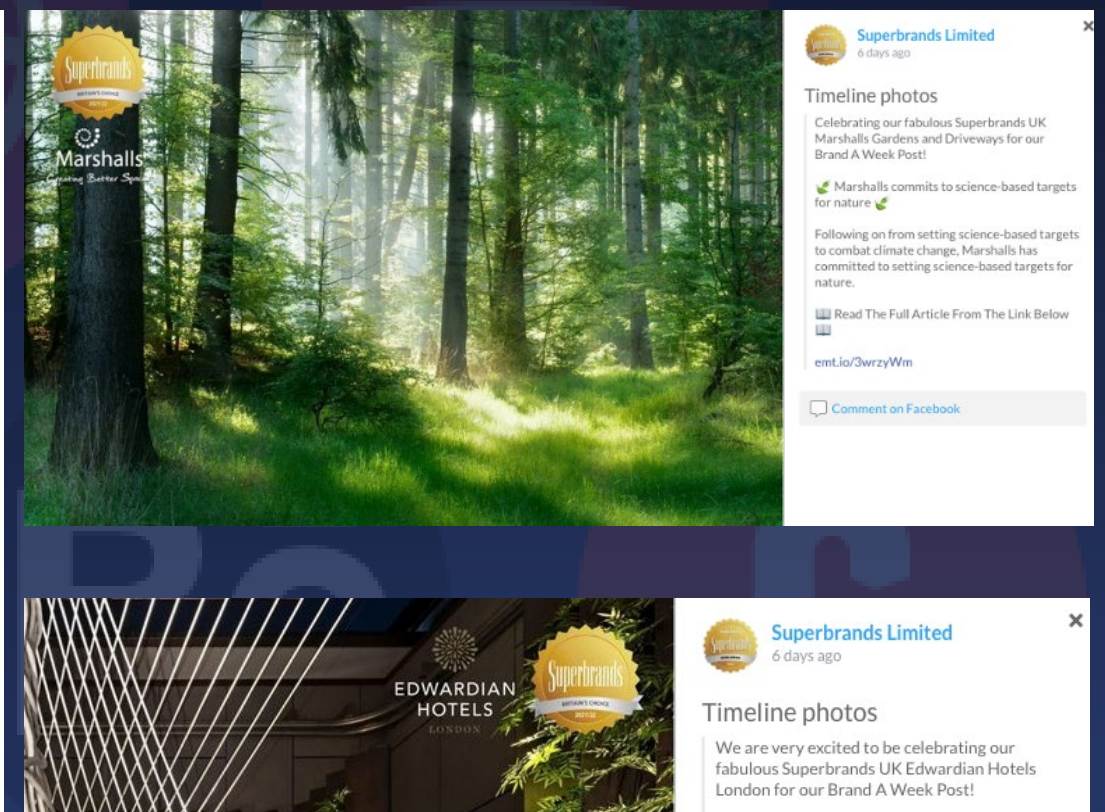 Superbrands
BRITAIN'S CHOICE
2021/22
Marshalls
Creating Better Spaces
Superbrands Limited
6 days ago
Timeline photos
Celebrating our fabulous Superbrands UK
Marshalls Gardens and Driveways for our
Brand A Week Post!
🌿 Marshalls commits to science-based targets
for nature 🌿
Following on from setting science-based targets
to combat climate change, Marshalls has
committed to setting science-based targets for
nature.
📖 Read The Full Article From The Link Below
📖
emt.io/3wrzyWm
Comment on Facebook
EDWARDIAN
HOTELS
LONDON
Superbrands
BRITAIN'S CHOICE
2021/22
Superbrands Limited
6 days ago
Timeline photos
We are very excited to be celebrating our
fabulous Superbrands UK Edwardian Hotels
London for our Brand A Week Post!